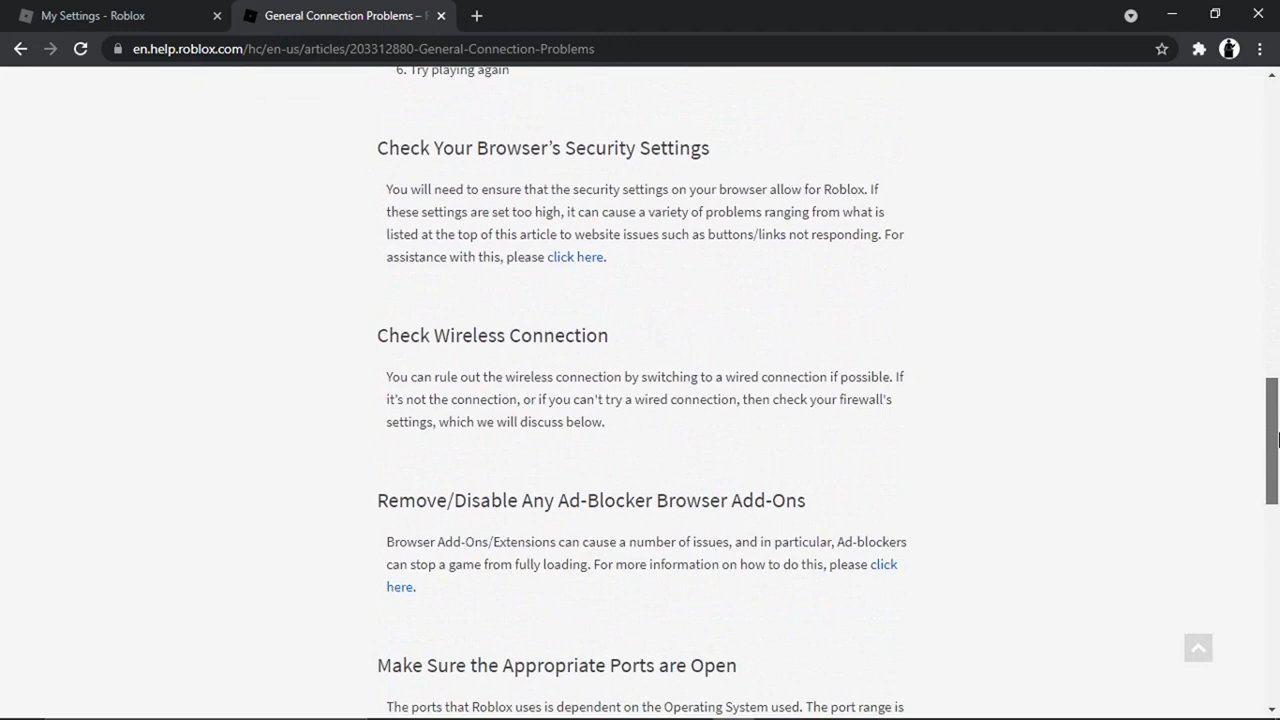 My Settings - Roblox
General Connection Problems –
en.help.roblox.com/hc/en-us/articles/203312880-General-Connection-Problems
6. Try playing again
Check Your Browser’s Security Settings
You will need to ensure that the security settings on your browser allow for Roblox. If
these settings are set too high, it can cause a variety of problems ranging from what is
listed at the top of this article to website issues such as buttons/links not responding. For
assistance with this, please click here.
Check Wireless Connection
You can rule out the wireless connection by switching to a wired connection if possible. If
it's not the connection, or if you can't try a wired connection, then check your firewall's
settings, which we will discuss below.
Remove/Disable Any Ad-Blocker Browser Add-Ons
Browser Add-Ons/Extensions can cause a number of issues, and in particular, Ad-blockers
can stop a game from fully loading. For more information on how to do this, please click
here.
Make Sure the Appropriate Ports are Open
The ports that Roblox uses is dependent on the Operating System used. The port range is